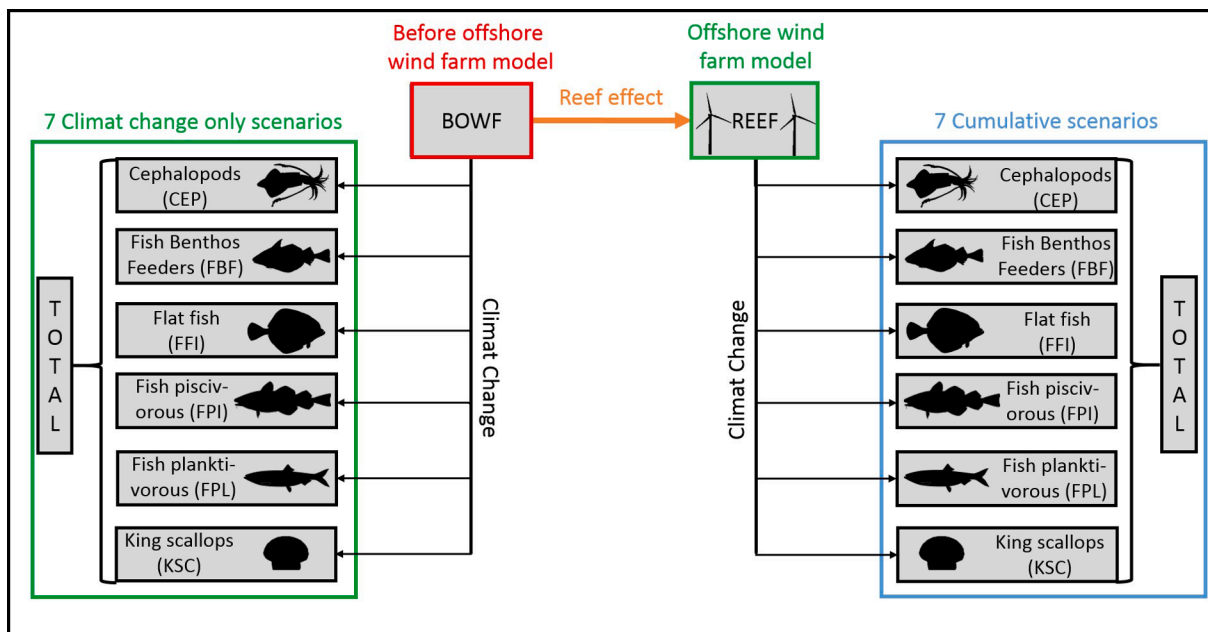 Before offshore
wind farm model
Offshore wind
farm model
BOWF
Reef effect
REEF
7 Climat change only scenarios
7 Cumulative scenarios
TOTAL
Cephalopods
(CEP)
Fish Benthos
Feeders (FBF)
Flat fish
(FFI)
Fish pisciv-
orous (FPI)
Fish plankti-
vorous (FPL)
King scallops
(KSC)
Climat Change
Climat Change
Cephalopods
(CEP)
Fish Benthos
Feeders (FBF)
Flat fish
(FFI)
Fish pisciv-
orous (FPI)
Fish plankti-
vorous (FPL)
King scallops
(KSC)
TOTAL